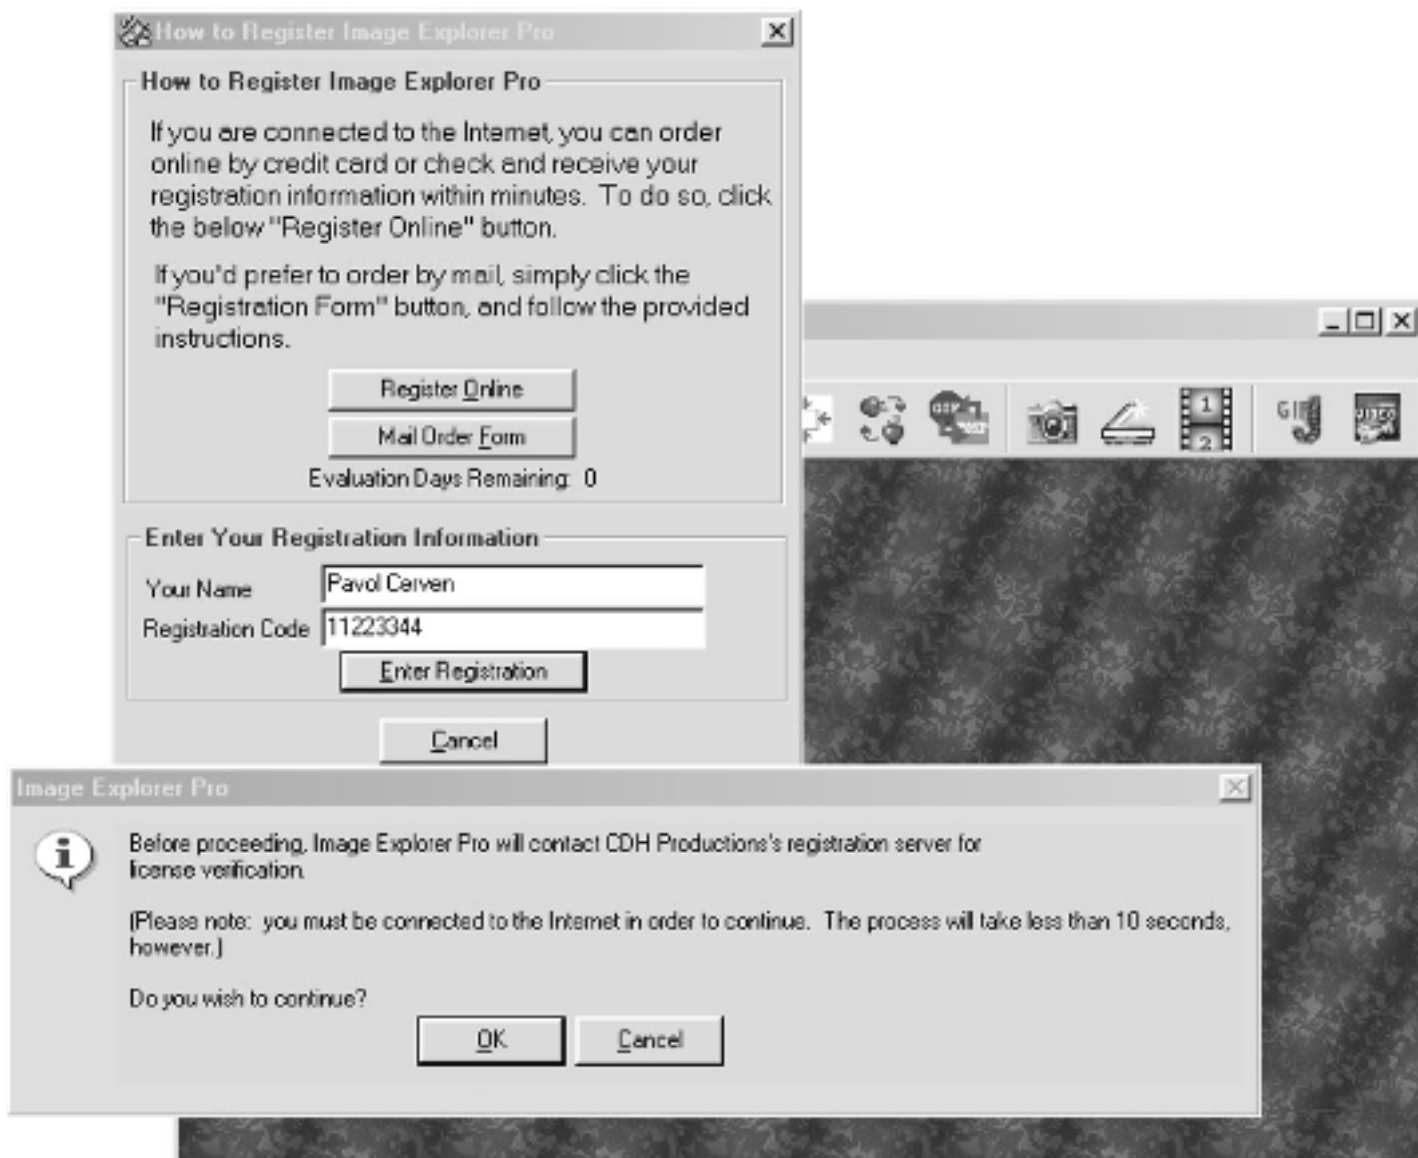 How to Register Image Explorer Pro
How to Register Image Explorer Pro
If you are connected to the Internet, you can order
online by credit card or check and receive your
registration information within minutes. To do so, click
the below "Register Online" button.
If you'd prefer to order by mail, simply click the
"Registration Form" button, and follow the provided
instructions.
Register Online
Mail Order Form
Evaluation Days Remaining: 0
GIF
VIDEO
1
2
Enter Your Registration Information
Your Name
Pavol Cerven
Registration Code
11223344
Enter Registration
Cancel
Image Explorer Pro
Before proceeding, Image Explorer Pro will contact CDH Productions's registration server for
license verification.
(Please note: you must be connected to the Internet in order to continue. The process will take less than 10 seconds,
however.)
Do you wish to continue?
OK
Cancel